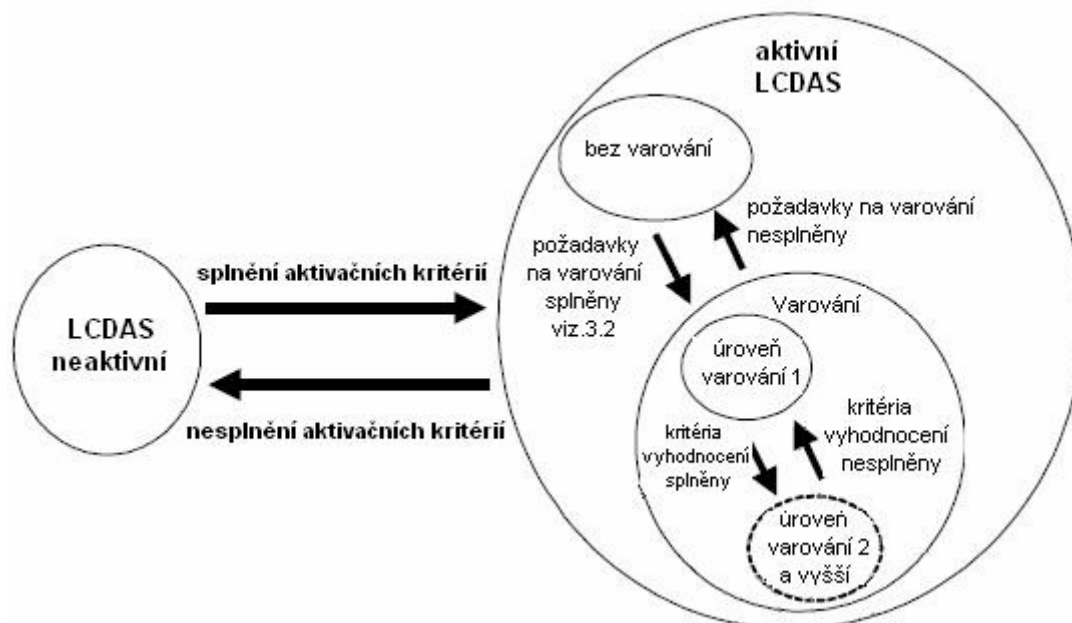 aktivní
LCDAS
bez varování
požadavky na varování
nesplněny
požadavky
na varování
splněny
viz.3.2
splnění aktivačních kritérií
LCDAS
neaktivní
nesplnění aktivačních kritérií
Varování
úroveň
varování 1
kritéria
vyhodnocení
nesplněny
kritéria
vyhodnocení
splněny
úroveň
varování 2
a vyšší